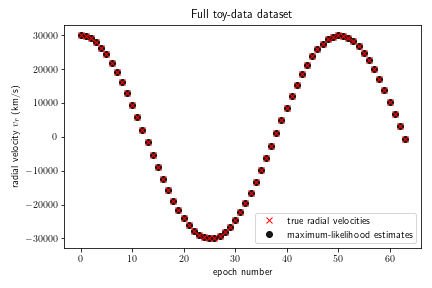 Full toy-data dataset
radial velocity v_r (km/s)
30000
20000
10000
0
−10000
−20000
−30000
0 10 20 30 40 50 60
epoch number
true radial velocities
maximum-likelihood estimates